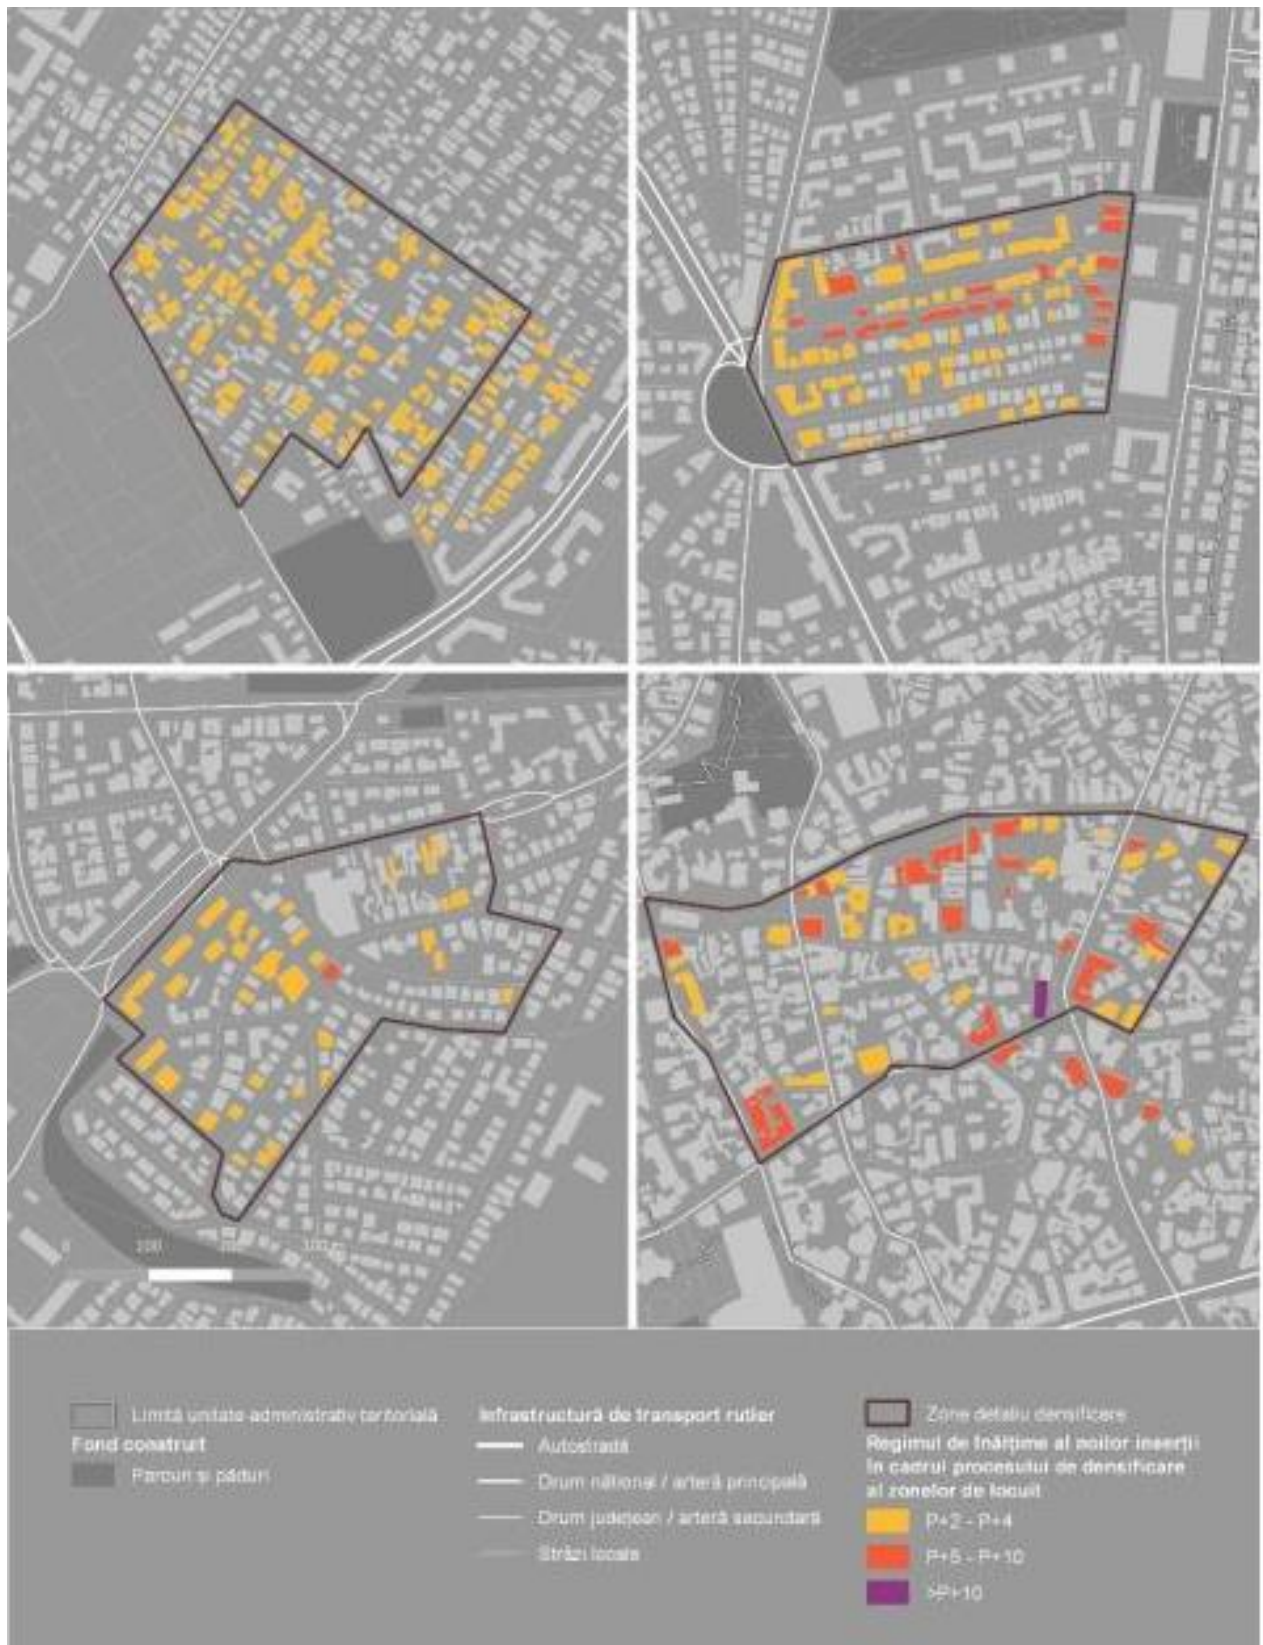 0 100
Limită unitate administrativ teritorială
Fond construit
Parcuri și păduri
Infrastructură de transport rutier
Autostradă
Drum național / arteră principală
Drum județean / arteră secundară
Străzi locale
Zone detaliu densificare
Regimul de înălțime al noilor inserții
în cadrul procesului de densificare
al zonelor de locuit
P+2 - P+4
P+5 - P+10
>P+10